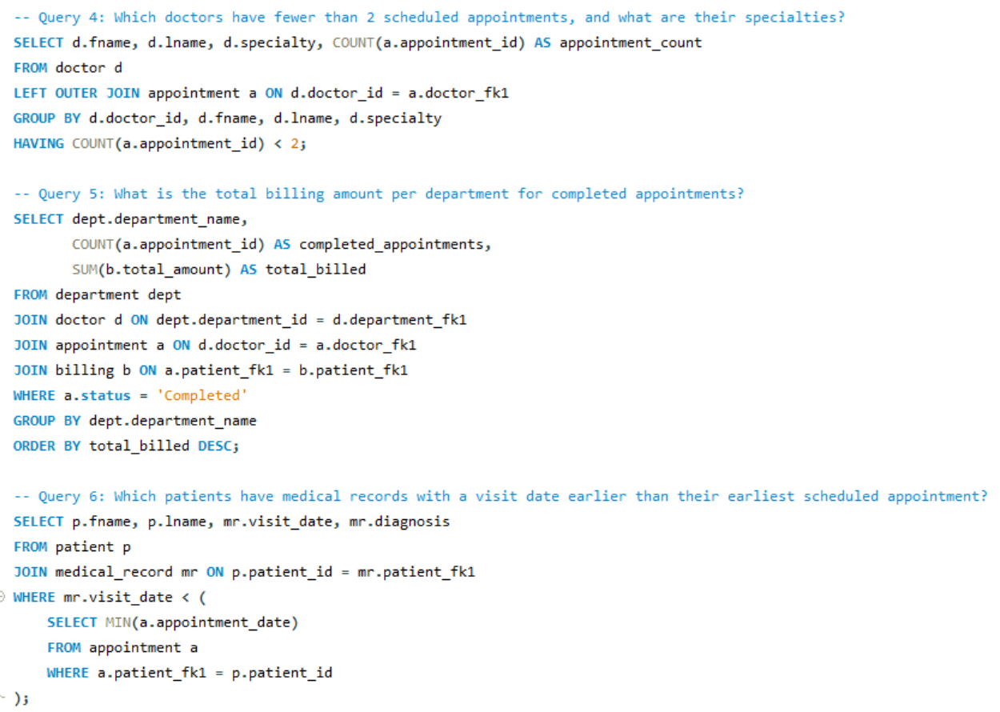 -- Query 4: Which doctors have fewer than 2 scheduled appointments, and what are their specialties?
SELECT d.fname, d.lname, d.specialty, COUNT(a.appointment_id) AS appointment_count
FROM doctor d
LEFT OUTER JOIN appointment a ON d.doctor_id = a.doctor_fk1
GROUP BY d.doctor_id, d.fname, d.lname, d.specialty
HAVING COUNT(a.appointment_id) < 2;

-- Query 5: What is the total billing amount per department for completed appointments?
SELECT dept.department_name,
       COUNT(a.appointment_id) AS completed_appointments,
       SUM(b.total_amount) AS total_billed
FROM department dept
JOIN doctor d ON dept.department_id = d.department_fk1
JOIN appointment a ON d.doctor_id = a.doctor_fk1
JOIN billing b ON a.patient_fk1 = b.patient_fk1
WHERE a.status = 'Completed'
GROUP BY dept.department_name
ORDER BY total_billed DESC;

-- Query 6: Which patients have medical records with a visit date earlier than their earliest scheduled appointment?
SELECT p.fname, p.lname, mr.visit_date, mr.diagnosis
FROM patient p
JOIN medical_record mr ON p.patient_id = mr.patient_fk1
WHERE mr.visit_date < (
    SELECT MIN(a.appointment_date)
    FROM appointment a
    WHERE a.patient_fk1 = p.patient_id
);